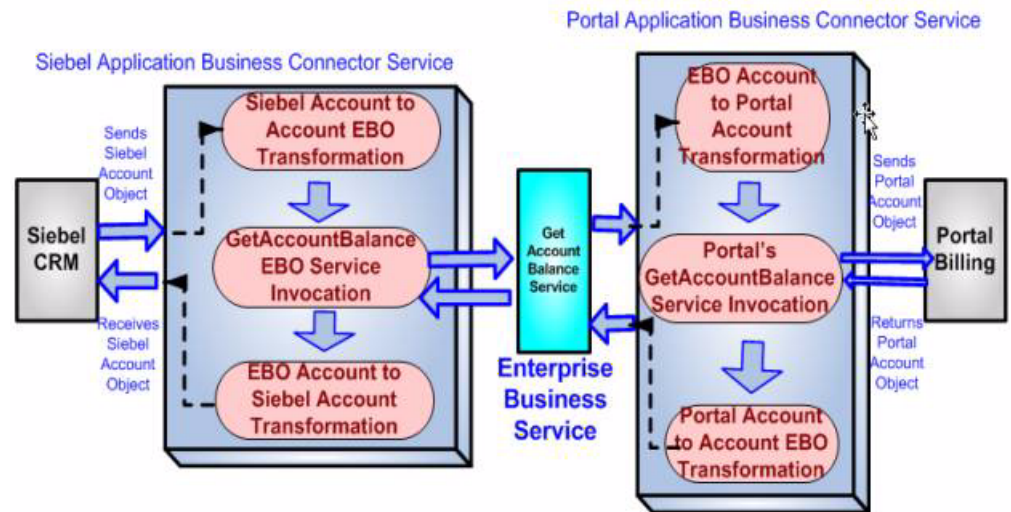 Portal Application Business Connector Service
Siebel Application Business Connector Service
Sends
Siebel
Account
Object
Siebel
CRM
Receives
Siebel
Account
Object
Siebel Account to
Account EBO
Transformation
GetAccountBalance
EBO Service
Invocation
EBO Account to
Siebel Account
Transformation
Get
Account
Balance
Service
Enterprise
Business
Service
EBO Account
to Portal
Account
Transformation
Portal's
GetAccountBalance
Service Invocation
Portal Account
to Account EBO
Transformation
Sends
Portal
Account
Object
Portal
Billing
Returns
Portal
Account
Object